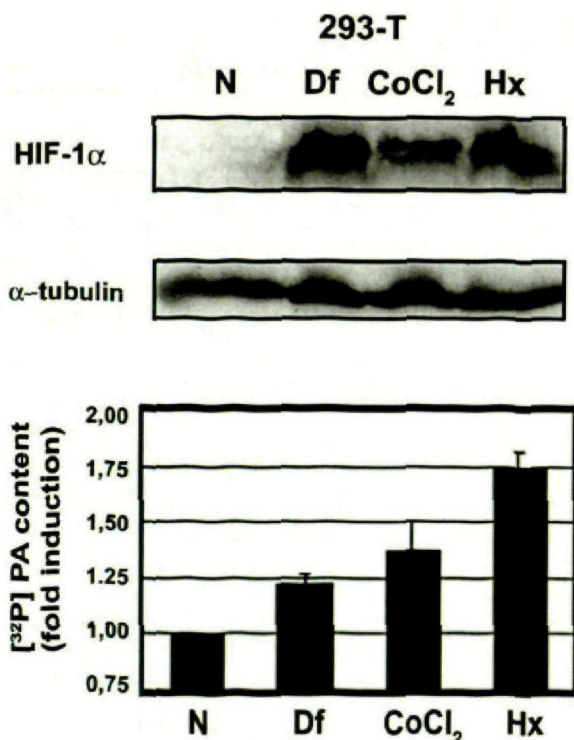 293-T
N Df CoCl₂ Hx
HIF-1α
α-tubulin
[³²P] PA content
(fold induction)
2,00
1,75
1,50
1.25
1,00
0,75
N Df CoCl₂ Hx